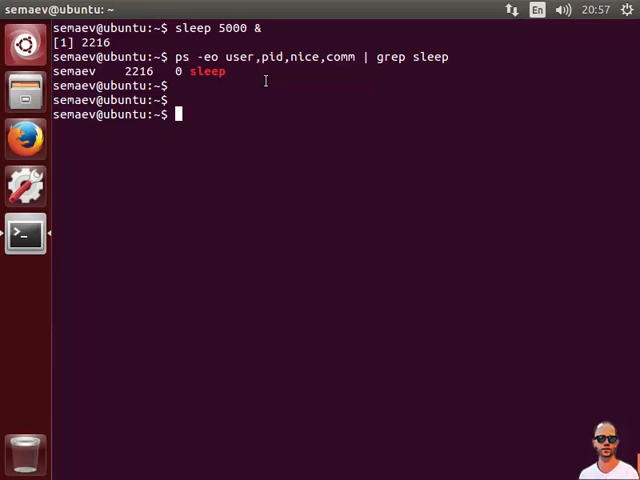 semaev@ubuntu: ~
En
20:57
semaev@ubuntu:~$ sleep 5000 &
[1] 2216
semaev@ubuntu:~$ ps -eo user,pid,nice,comm | grep sleep
semaev    2216   0 sleep
semaev@ubuntu:~$
semaev@ubuntu:~$
semaev@ubuntu:~$
>_